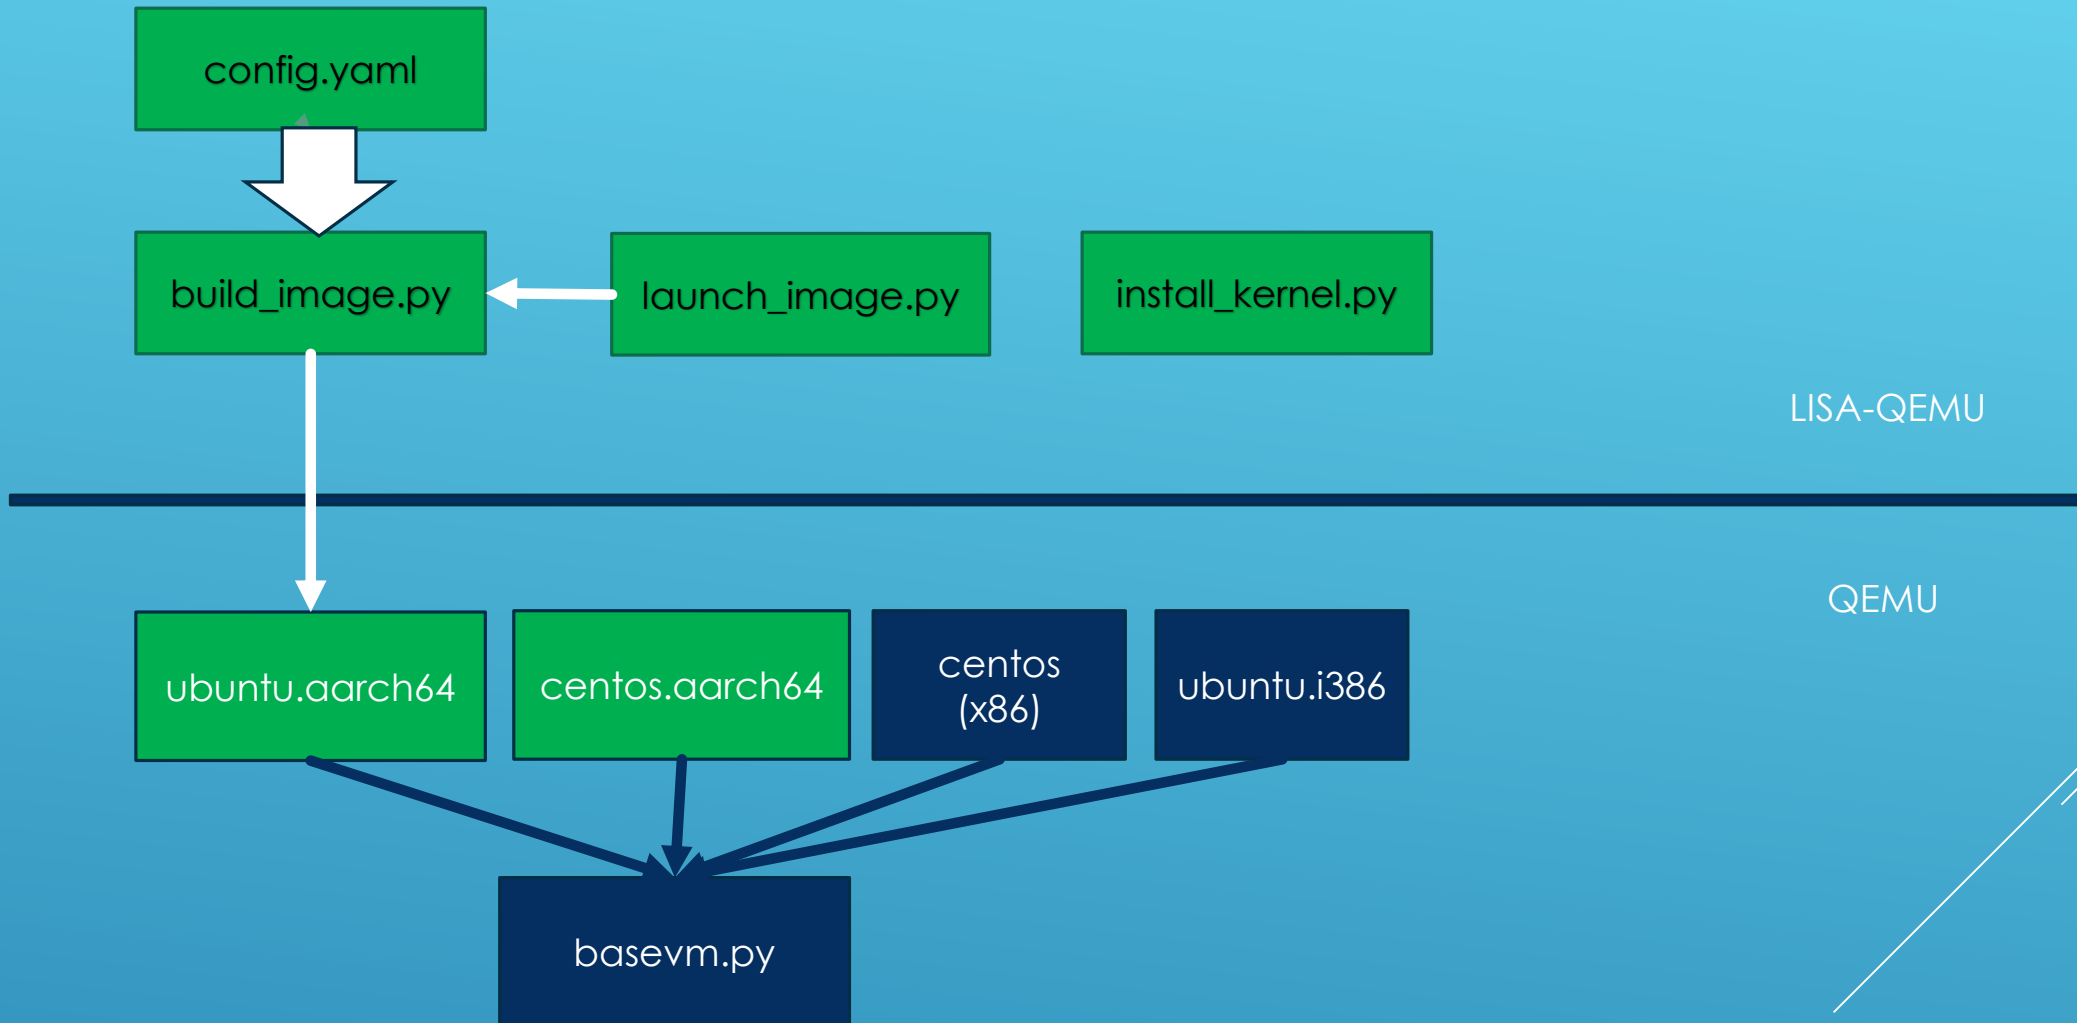 config.yaml
build_image.py
launch_image.py
install_kernel.py
LISA-QEMU
QEMU
ubuntu.aarch64
centos.aarch64
centos
(x86)
ubuntu.i386
basevm.py